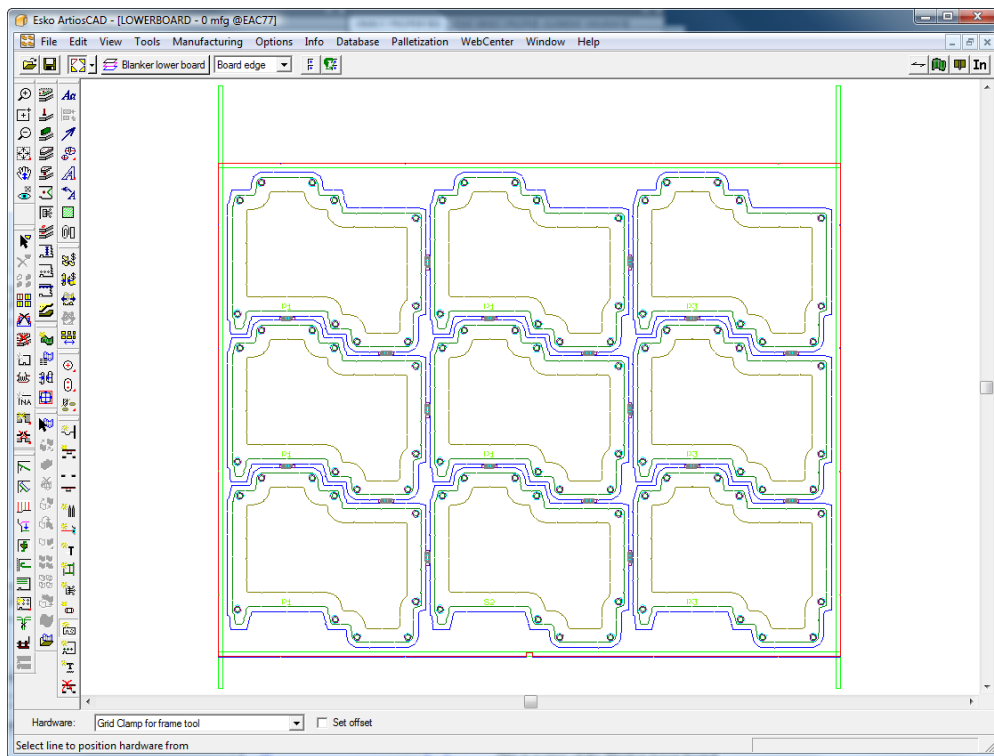 Esko ArtiosCAD - [LOWERBOARD - 0 mfg @EAC77]
File Edit View Tools Manufacturing Options Info Database Palletization WebCenter Window Help
Blanker lower board Board edge In
P1 P1 P3
P1 P1 P3
P1 S2 P3
Hardware: Grid Clamp for frame tool Set offset
Select line to position hardware from